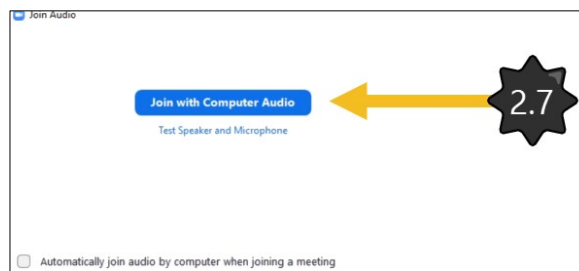 Join Audio
Join with Computer Audio
2.7
Test Speaker and Microphone
Automatically join audio by computer when joining a meeting